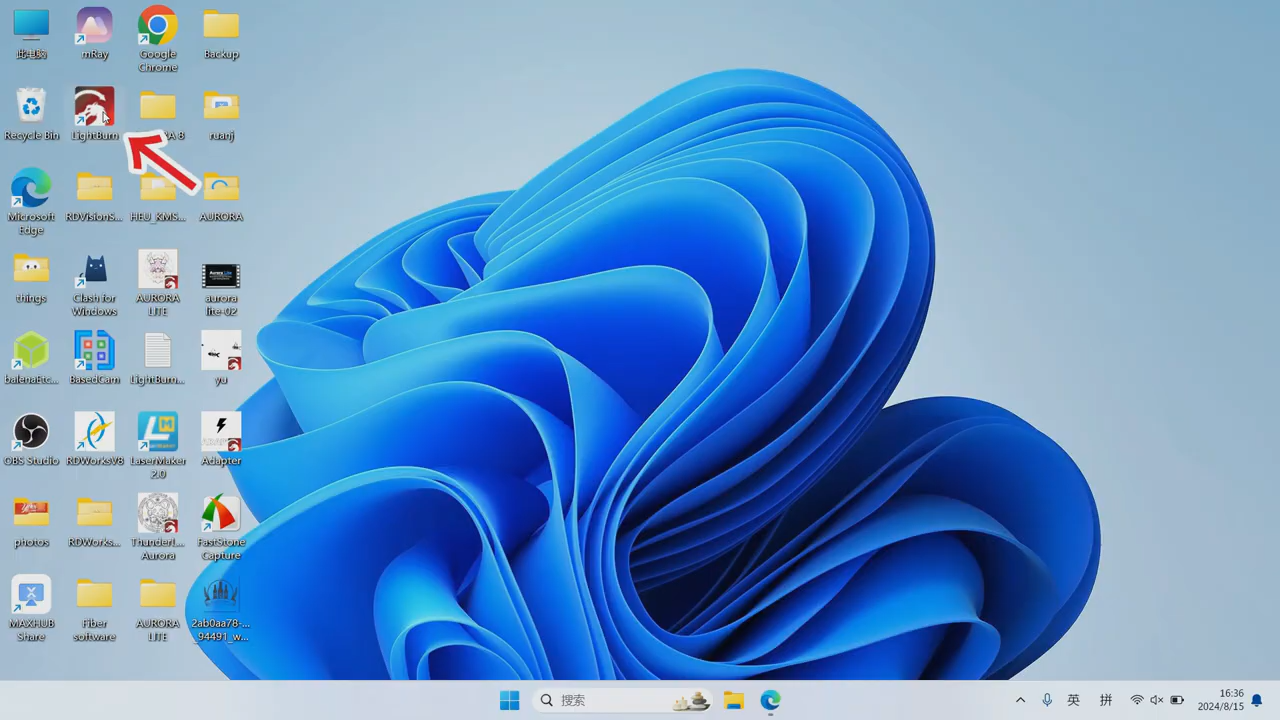 此电脑
mRay
Google
Chrome
Backup
Recycle Bin
LightBurn
A 8
ruanj
Microsoft
Edge
RDVisionS...
HFU_KMS...
AURORA
things
Clash for
Windows
AURORA
LITE
aurora
lite-02
balenaEtc...
BasedCam
LightBurn...
yu
OBS Studio
RDWorksV8
LaserMaker
2.0
Adapter
photos
RDWorks...
ThunderL...
Aurora
FastStone
Capture
MAXHUB
Share
Fiber
software
AURORA
LITE
2ab0aa78-...
_94491_w...
搜索
英
拼
16:36
2024/8/15